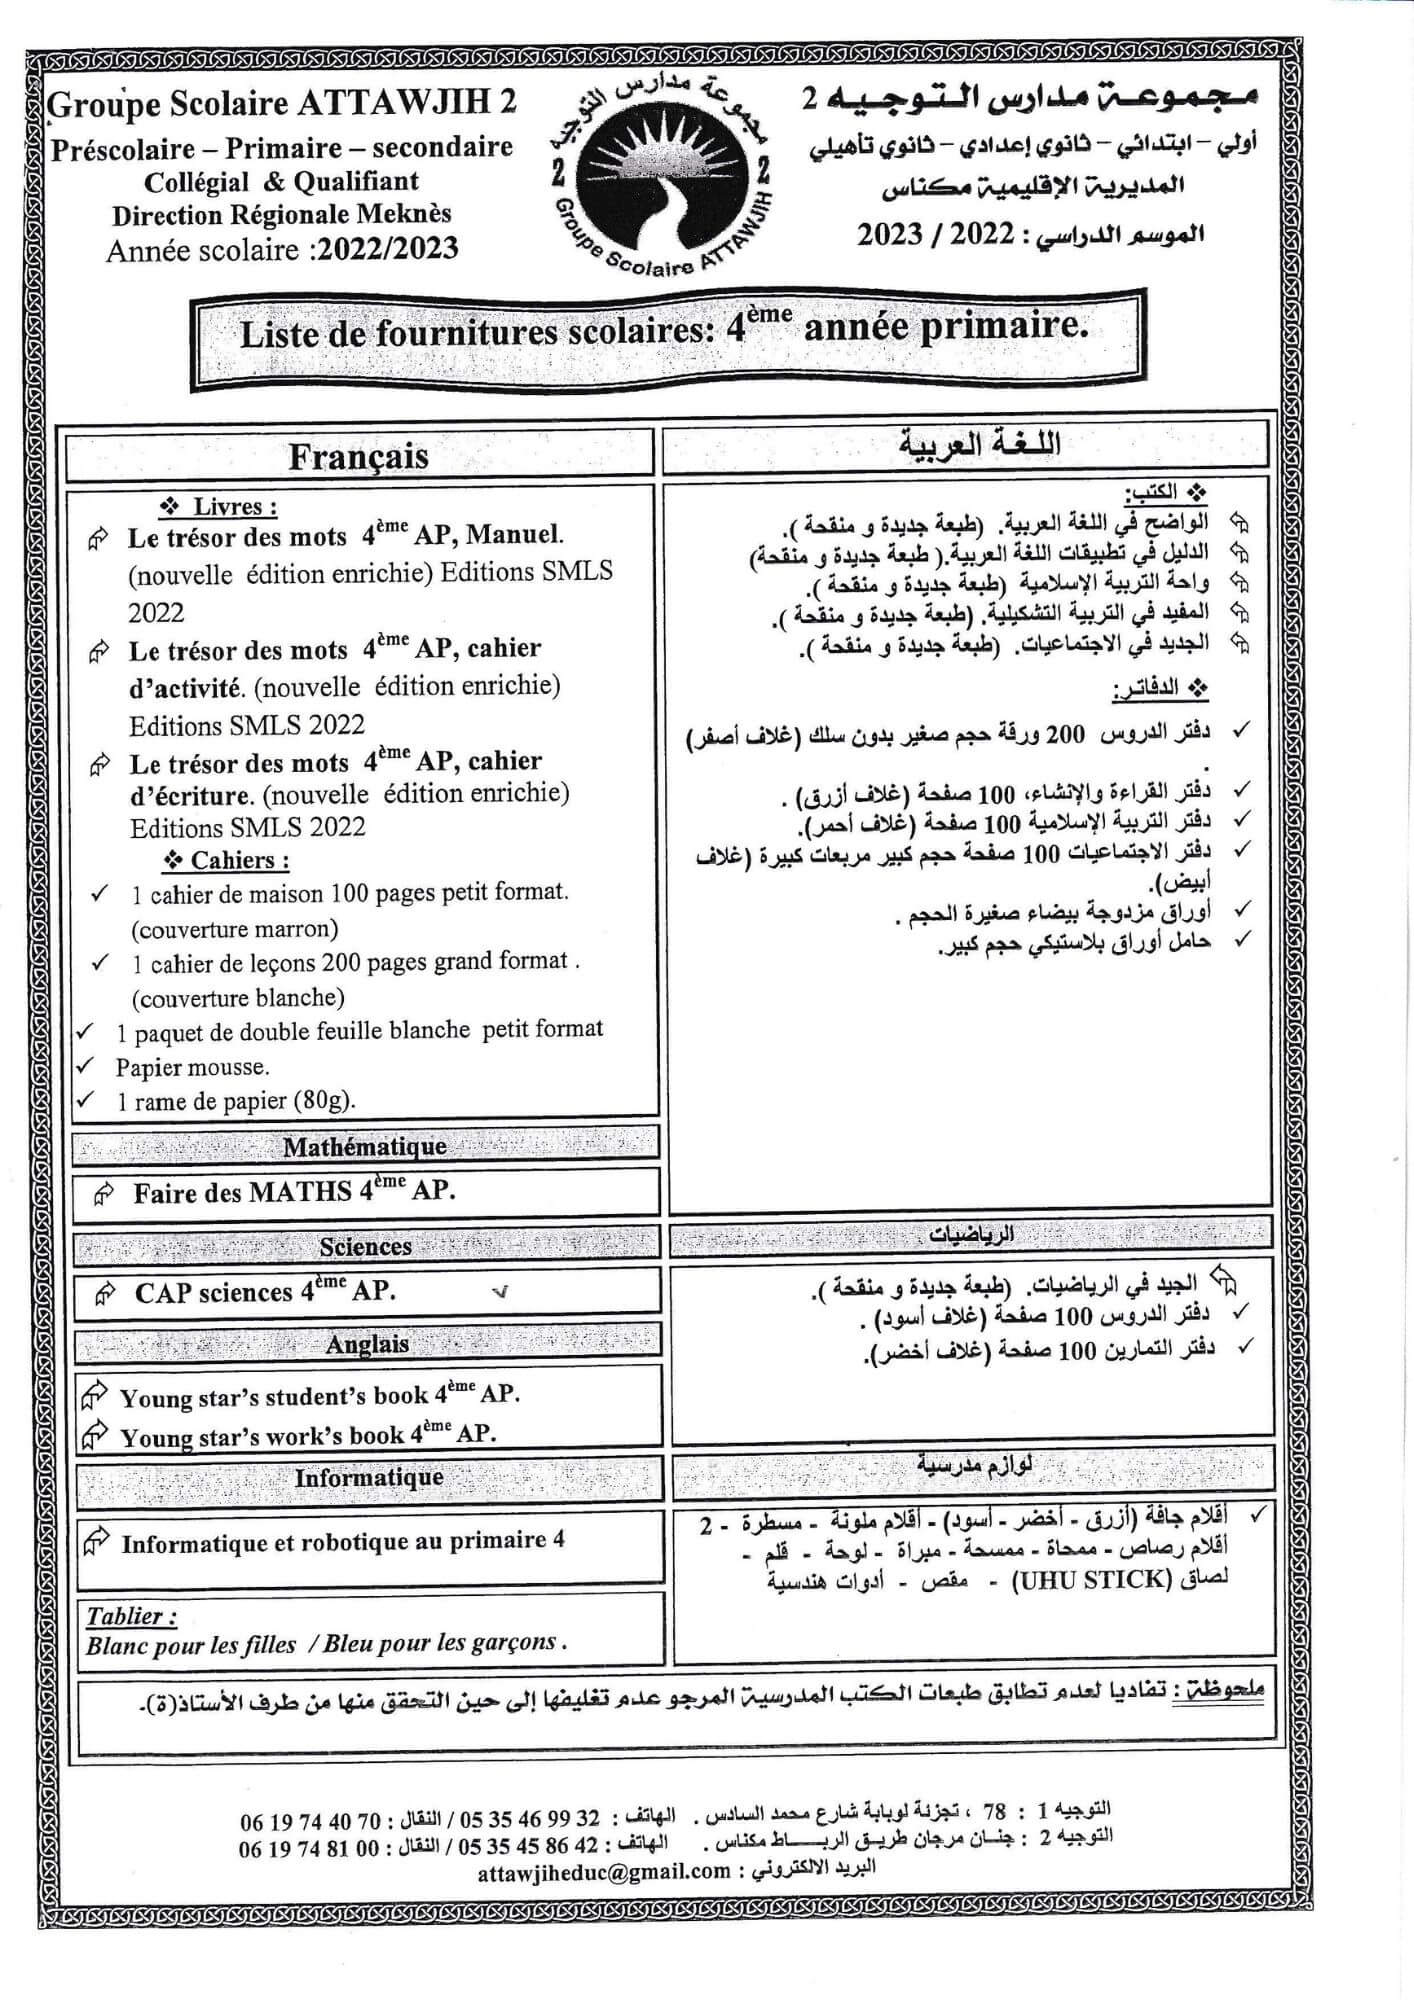 Groupe Scolaire ATTAWJIH 2
Préscolaire – Primaire – secondaire
Collégial & Qualifiant
Direction Régionale Meknès
Année scolaire :2022/2023
مجموعة مدارس التوجيه
2 2
Groupe Scolaire ATTAWJIH
مجموعة مدارس التوجيه 2
أولي – ابتدائي – ثانوي إعدادي – ثانوي تأهيلي
المديرية الإقليمية مكناس
الموسم الدراسي : 2022 / 2023
Liste de fournitures scolaires: 4ème année primaire.
Français
❖ Livres :
Le trésor des mots 4ème AP, Manuel.
(nouvelle édition enrichie) Editions SMLS
2022
Le trésor des mots 4ème AP, cahier
d’activité. (nouvelle édition enrichie)
Editions SMLS 2022
Le trésor des mots 4ème AP, cahier
d’écriture. (nouvelle édition enrichie)
Editions SMLS 2022
❖ Cahiers :
✓ 1 cahier de maison 100 pages petit format.
(couverture marron)
✓ 1 cahier de leçons 200 pages grand format .
(couverture blanche)
✓ 1 paquet de double feuille blanche petit format
✓ Papier mousse.
✓ 1 rame de papier (80g).
Mathématique
Faire des MATHS 4ème AP.
Sciences
CAP sciences 4ème AP.
Anglais
Young star’s student’s book 4ème AP.
Young star’s work’s book 4ème AP.
Informatique
Informatique et robotique au primaire 4
Tablier :
Blanc pour les filles / Bleu pour les garçons .
اللغة العربية
❖ الكتب:
الواضح في اللغة العربية. (طبعة جديدة و منقحة ).
الدليل في تطبيقات اللغة العربية.( طبعة جديدة و منقحة)
واحة التربية الإسلامية (طبعة جديدة و منقحة ).
المفيد في التربية التشكيلية. (طبعة جديدة و منقحة ).
الجديد في الاجتماعيات. (طبعة جديدة و منقحة ).
❖ الدفاتر:
✓ دفتر الدروس 200 ورقة حجم صغير بدون سلك (غلاف أصفر)
.
✓ دفتر القراءة والإنشاء، 100 صفحة (غلاف أزرق) .
✓ دفتر التربية الإسلامية 100 صفحة (غلاف أحمر).
✓ دفتر الاجتماعيات 100 صفحة حجم كبير مربعات كبيرة (غلاف
أبيض).
✓ أوراق مزدوجة بيضاء صغيرة الحجم .
✓ حامل أوراق بلاستيكي حجم كبير.
الرياضيات
الجيد في الرياضيات. (طبعة جديدة و منقحة ).
✓ دفتر الدروس 100 صفحة (غلاف أسود) .
✓ دفتر التمارين 100 صفحة (غلاف أخضر).
لوازم مدرسية
✓ أقلام جافة (أزرق - أخضر - أسود) - أقلام ملونة - مسطرة - 2
أقلام رصاص - ممحاة - ممسحة - مبراة - لوحة - قلم -
لصاق (UHU STICK) - مقص - أدوات هندسية
ملحوظة : تفاديا لعدم تطابق طبعات الكتب المدرسية المرجو عدم تغليفها إلى حين التحقق منها من طرف الأستاذ(ة).
التوجيه 1 : 78 ، تجزئة لوبابة شارع محمد السادس . الهاتف : 05 35 46 99 32 / النقال : 06 19 74 40 70
التوجيه 2 : جنان مرجان طريق الرباط مكناس . الهاتف : 05 35 45 86 42 / النقال : 06 19 74 81 00
البريد الالكتروني : attawjiheduc@gmail.com